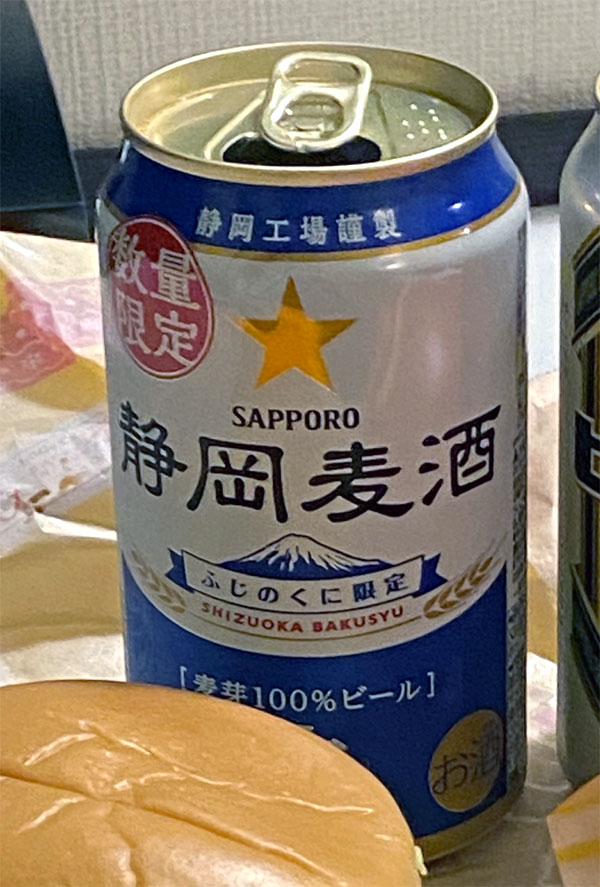 静岡工場謹製
数量
限定
SAPPORO
静岡麦酒
ふじのくに限定
SHIZUOKA BAKUSYU
[麦芽100%ビール]
お酒